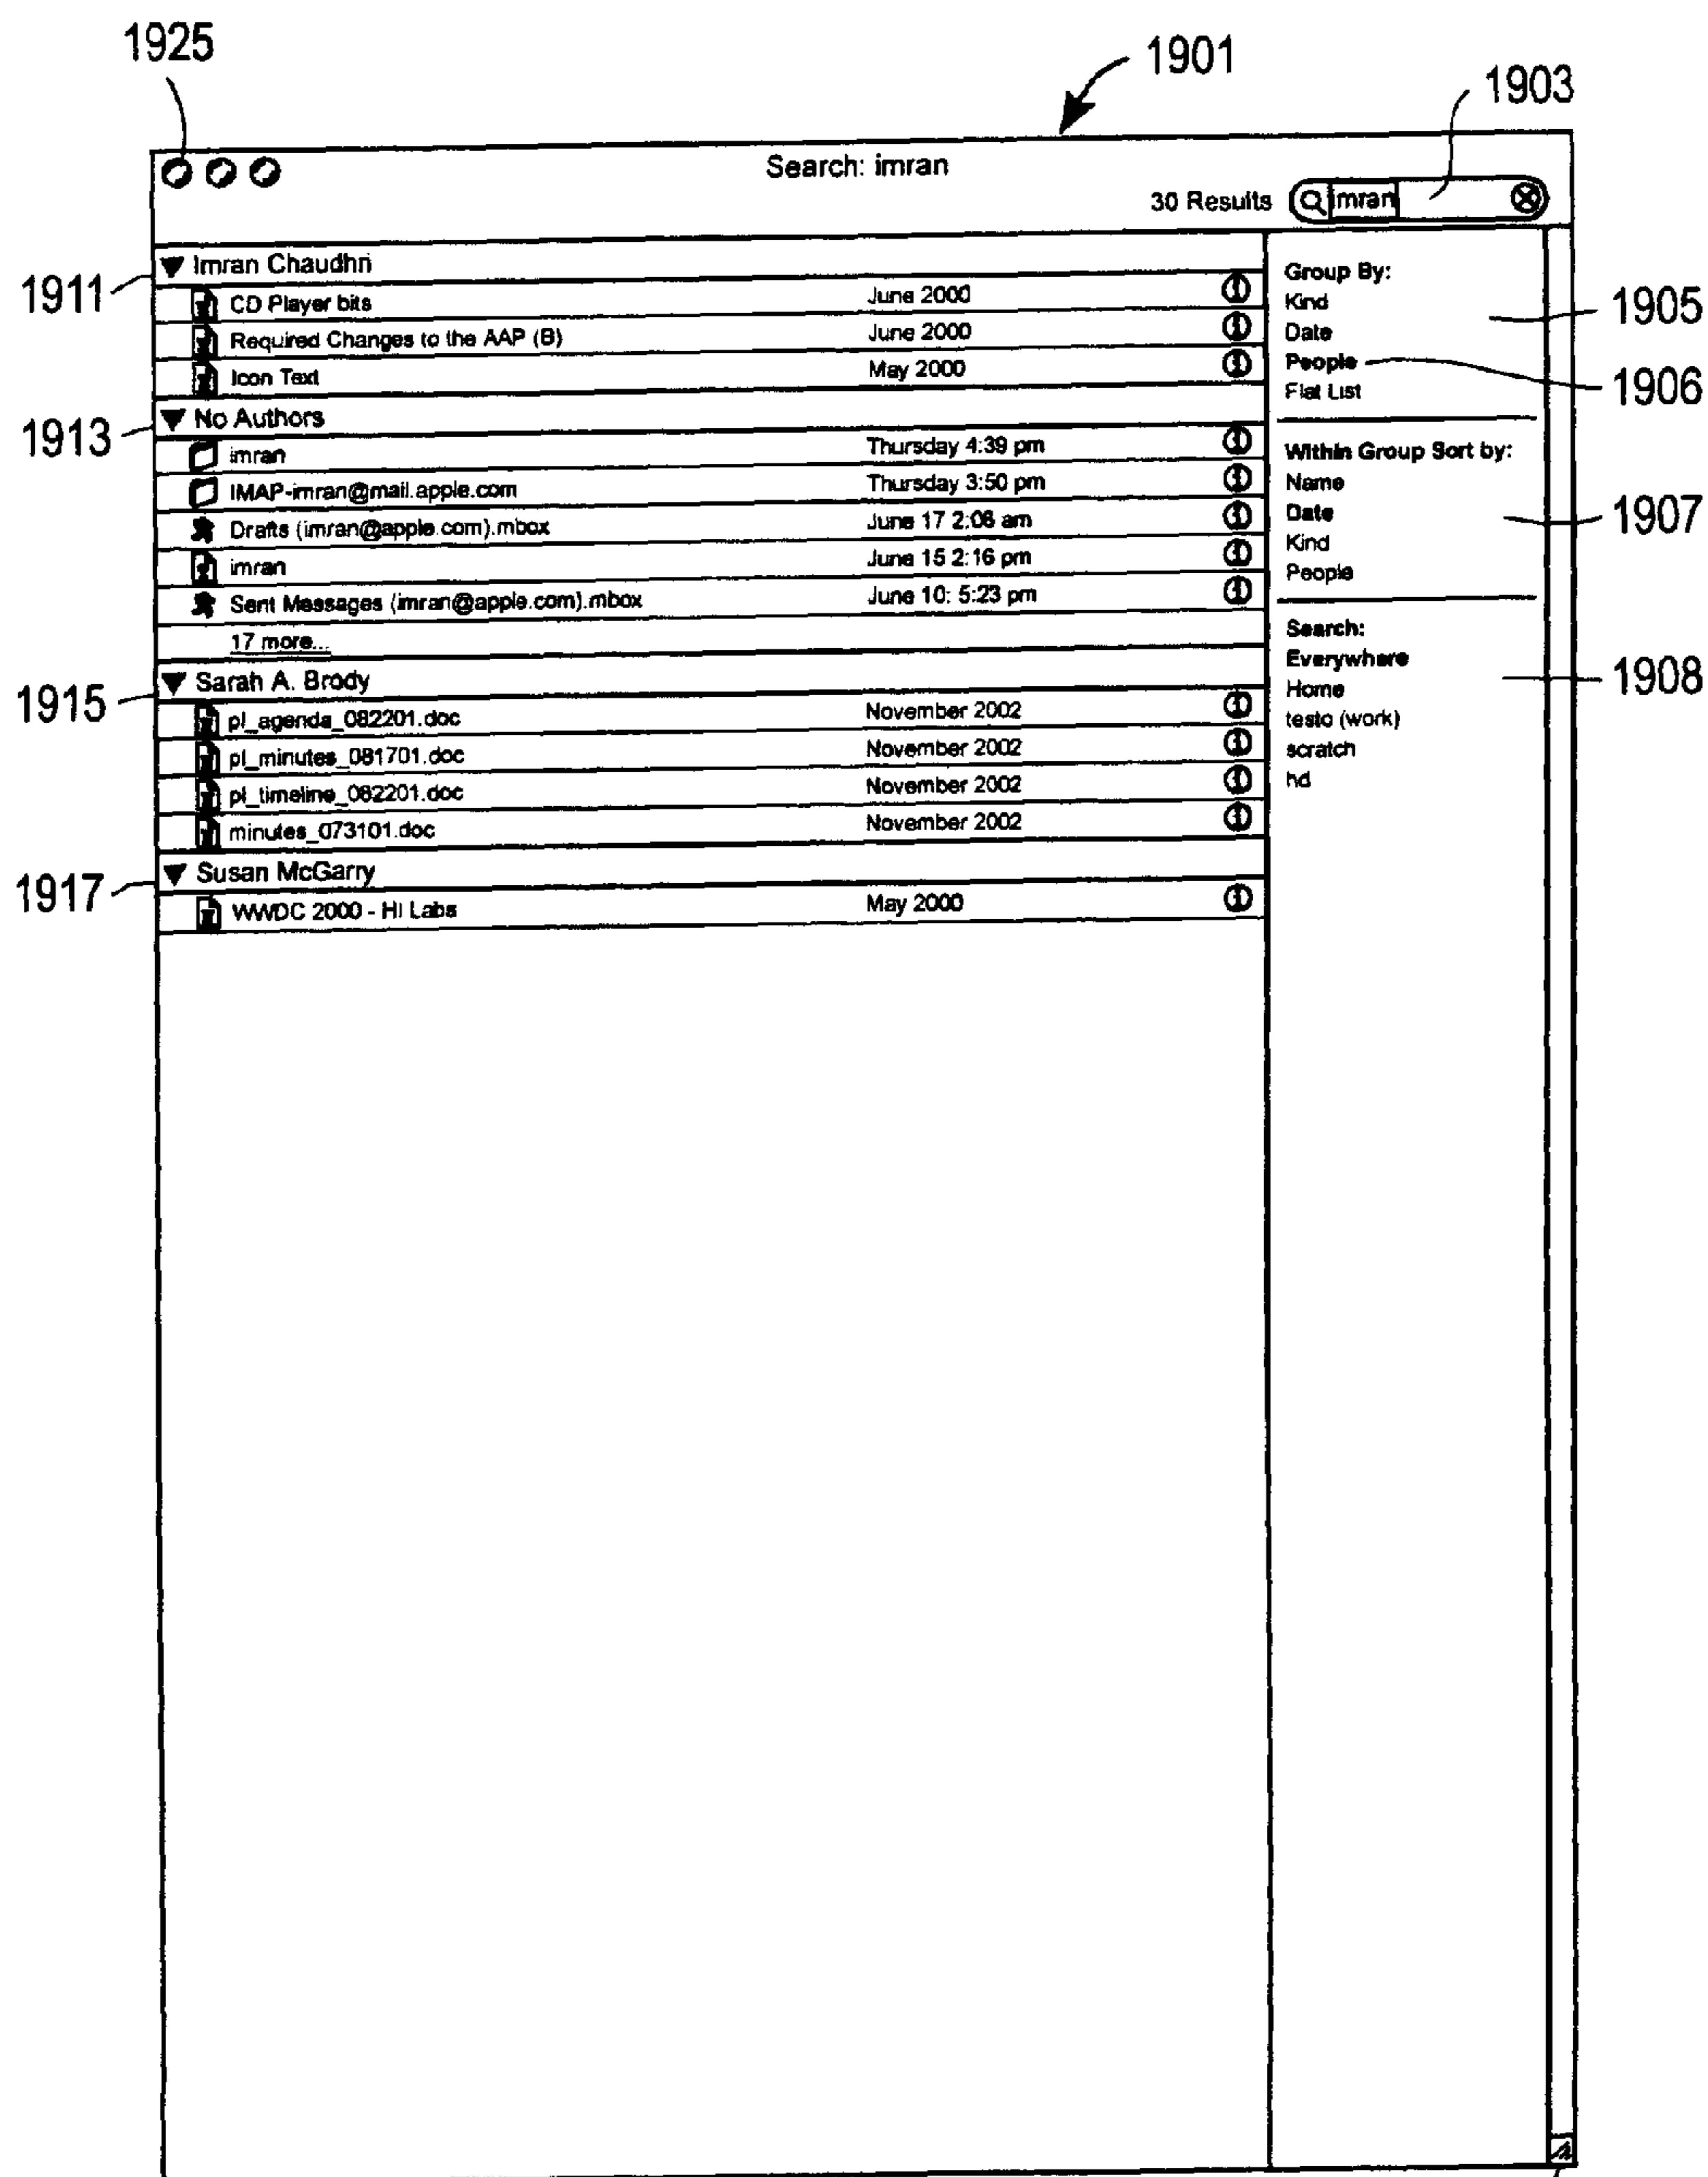 1925
1901
1903
Search: imran
30 Results
imran
1911
Imran Chaudhri
CD Player bits June 2000
Required Changes to the AAP (B) June 2000
Icon Text May 2000
1913
No Authors
imran Thursday 4:39 pm
IMAP-imran@mail.apple.com Thursday 3:50 pm
Drafts (imran@apple.com).mbox June 17 2:06 am
imran June 15 2:16 pm
Sent Messages (imran@apple.com).mbox June 10: 5:23 pm
17 more...
1915
Sarah A. Brody
pl_agenda_082201.doc November 2002
pl_minutes_081701.doc November 2002
pl_timeline_082201.doc November 2002
minutes_073101.doc November 2002
1917
Susan McGarry
WWDC 2000 - HI Labs May 2000
Group By:
Kind
Date
People
Flat List
1905
1906
Within Group Sort by:
Name
Date
Kind
People
1907
Search:
Everywhere
Home
testo (work)
scratch
hd
1908